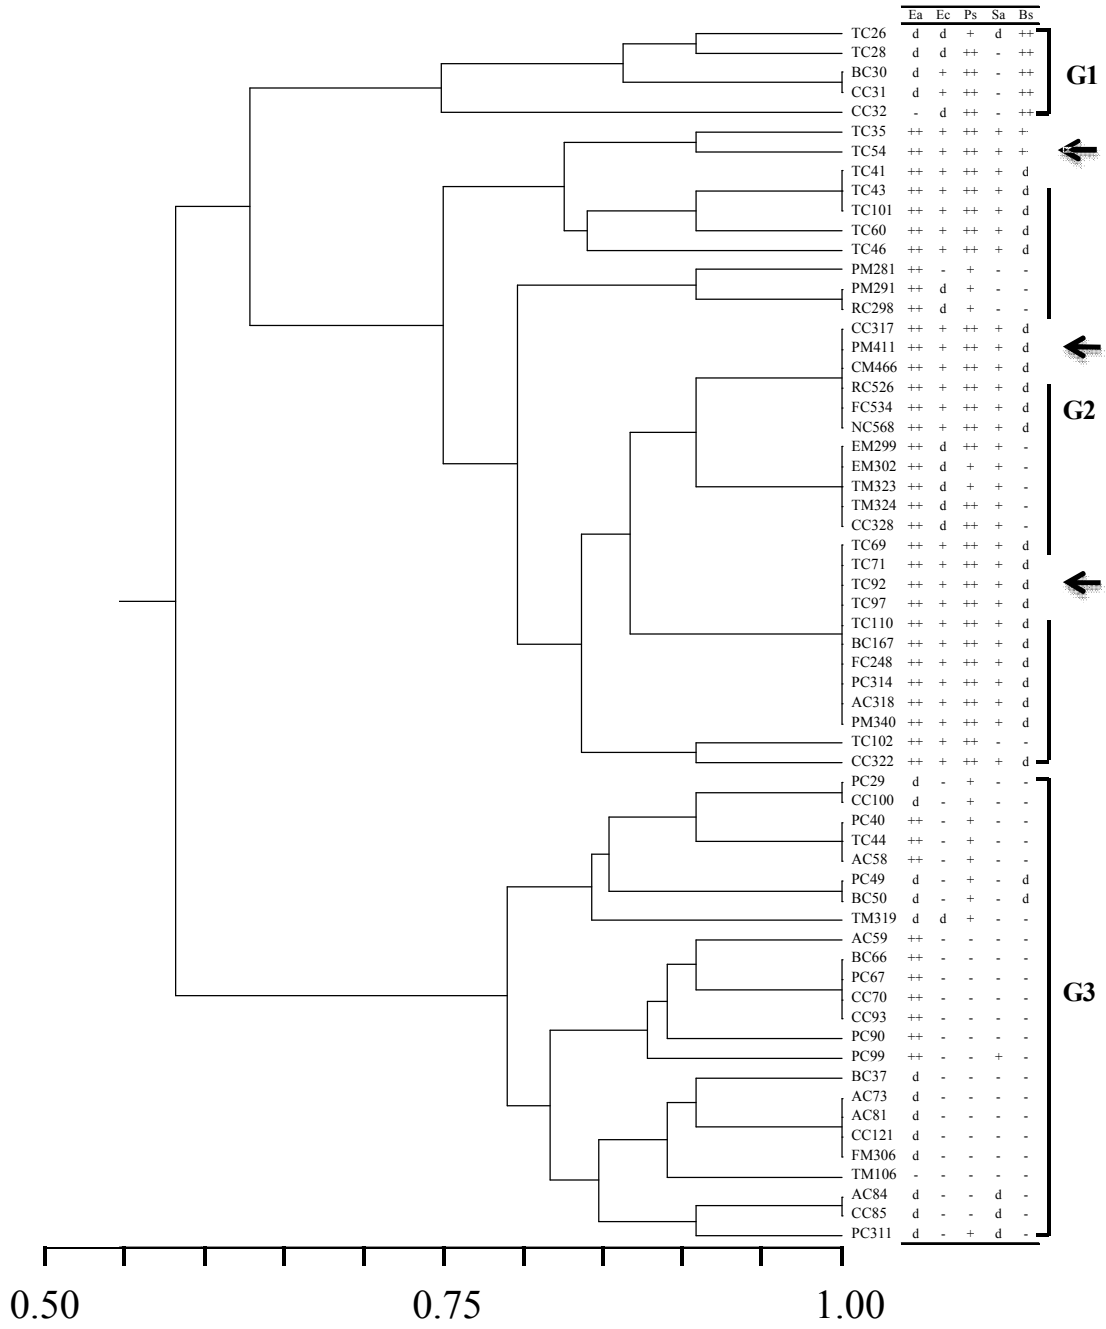 Ea Ec Ps Sa Bs
TC26 d d + d ++
TC28 d d ++ - ++
BC30 d + ++ - ++
CC31 d + ++ - ++
G1
CC32 - d ++ - ++
TC35 ++ + ++ + +
TC54 ++ + ++ + +
TC41 ++ + ++ + d
TC43 ++ + ++ + d
TC101 ++ + ++ + d
TC60 ++ + ++ + d
TC46 ++ + ++ + d
PM281 ++ - + - -
PM291 ++ d + - -
RC298 ++ d + - -
CC317 ++ + ++ + d
PM411 ++ + ++ + d
CM466 ++ + ++ + d
RC526 ++ + ++ + d
FC534 ++ + ++ + d
G2
NC568 ++ + ++ + d
EM299 ++ d ++ + -
EM302 ++ d + + -
TM323 ++ d + + -
TM324 ++ d ++ + -
CC328 ++ d ++ + -
TC69 ++ + ++ + d
TC71 ++ + ++ + d
TC92 ++ + ++ + d
TC97 ++ + ++ + d
TC110 ++ + ++ + d
BC167 ++ + ++ + d
FC248 ++ + ++ + d
PC314 ++ + ++ + d
AC318 ++ + ++ + d
PM340 ++ + ++ + d
TC102 ++ + ++ - -
CC322 ++ + ++ + d
PC29 d - + - -
CC100 d - + - -
PC40 ++ - + - -
TC44 ++ - + - -
AC58 ++ - + - -
PC49 d - + - d
BC50 d - + - d
TM319 d d + - -
AC59 ++ - - - -
BC66 ++ - - - -
PC67 ++ - - - -
CC70 ++ - - - -
G3
CC93 ++ - - - -
PC90 ++ - - - -
PC99 ++ - - + -
BC37 d - - - -
AC73 d - - - -
AC81 d - - - -
CC121 d - - - -
FM306 d - - - -
TM106 - - - - -
AC84 d - - d -
CC85 d - - d -
PC311 d - + d -
0.50 0.75 1.00